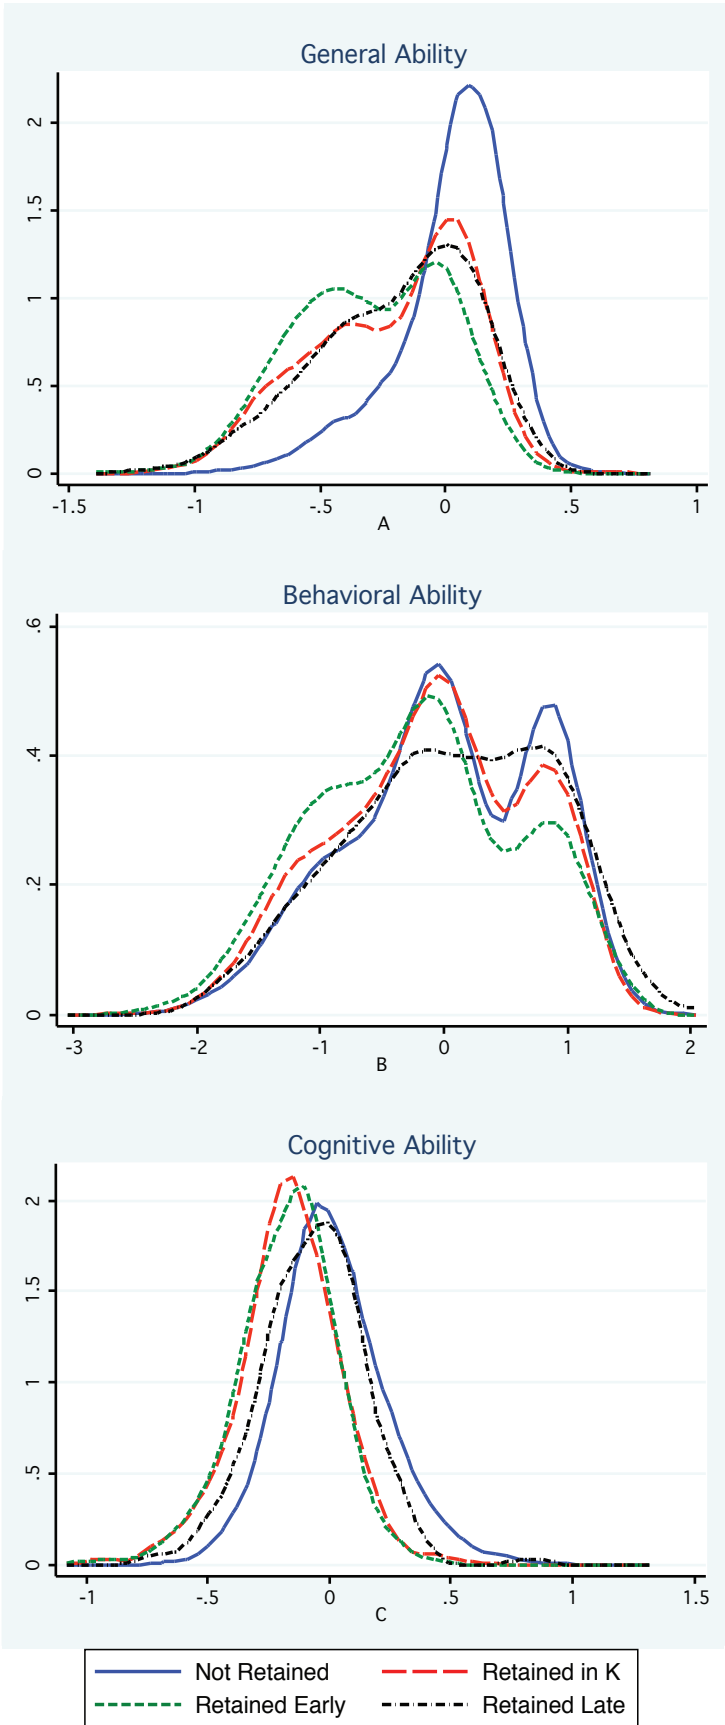 General Ability
2
1.5
1
.5
0
-1.5 -1 -.5 0 .5 1
A
Behavioral Ability
.6
.4
.2
0
-3 -2 -1 0 1 2
B
Cognitive Ability
2
1.5
1
.5
0
-1 -.5 0 .5 1 1.5
C
Not Retained Retained in K
Retained Early Retained Late